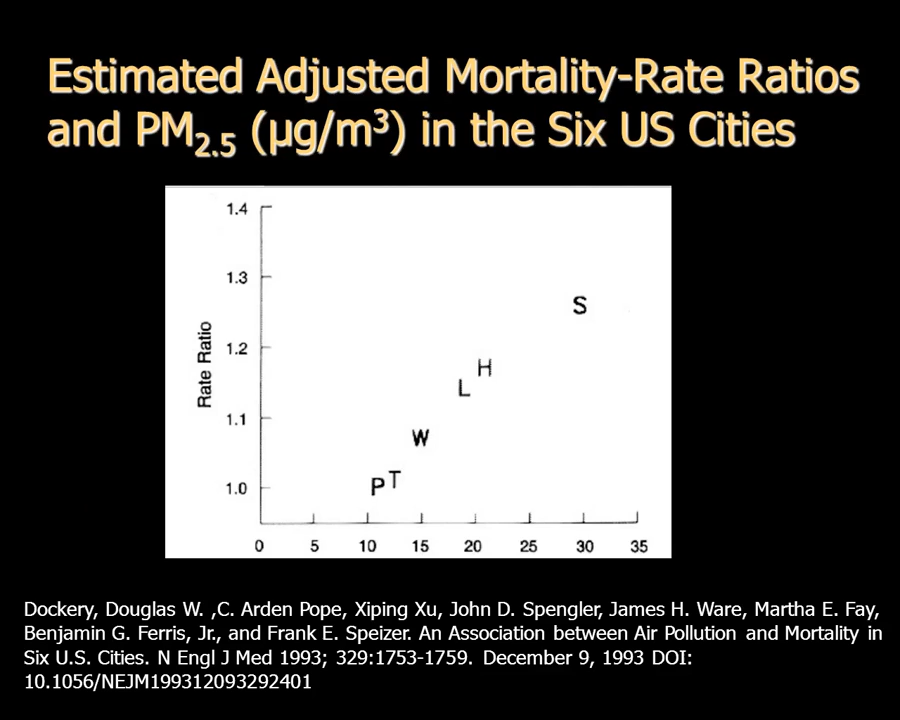 Estimated Adjusted Mortality-Rate Ratios
and PM2.5 (µg/m³) in the Six US Cities
1.4
1.3
S
1.2
Rate Ratio
H
L
1.1
W
T
P
1.0
0 5 10 15 20 25 30 35
Dockery, Douglas W. ,C. Arden Pope, Xiping Xu, John D. Spengler, James H. Ware, Martha E. Fay,
Benjamin G. Ferris, Jr., and Frank E. Speizer. An Association between Air Pollution and Mortality in
Six U.S. Cities. N Engl J Med 1993; 329:1753-1759. December 9, 1993 DOI:
10.1056/NEJM199312093292401